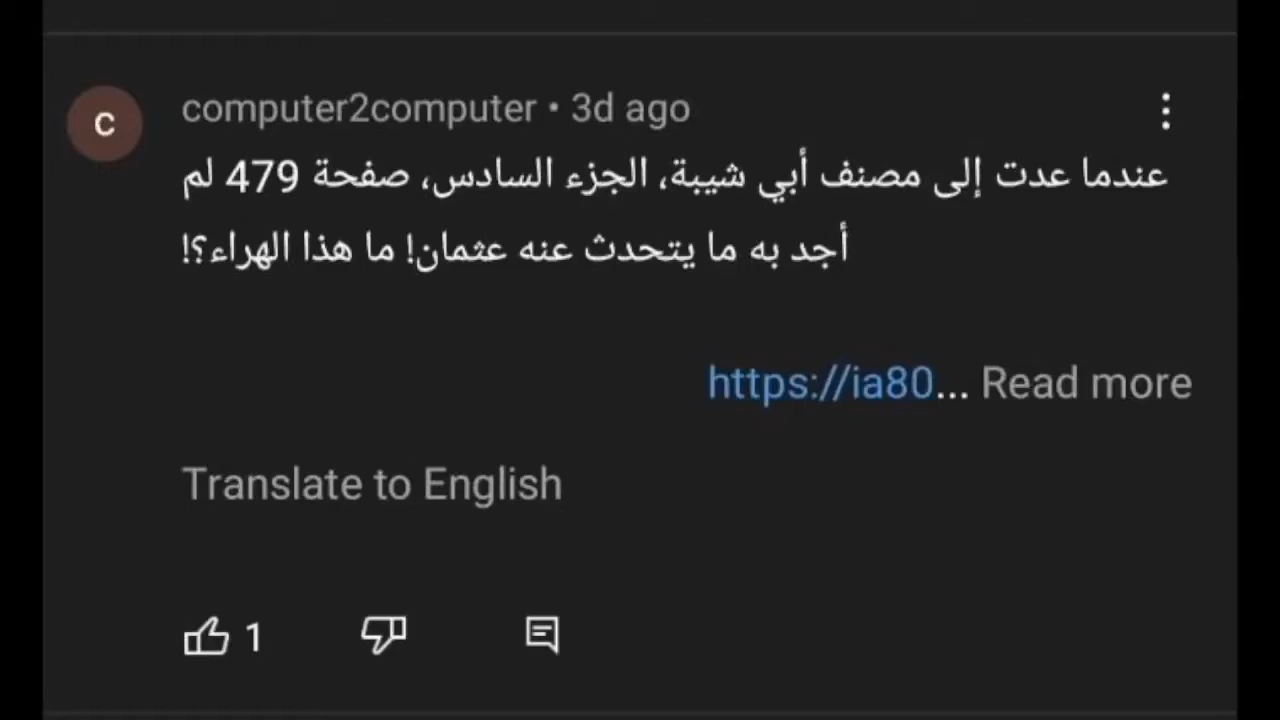 computer2computer • 3d ago
C
عندما عدت إلى مصنف أبي شيبة، الجزء السادس، صفحة 479 لم
أجد به ما يتحدث عنه عثمان! ما هذا الهراء؟!
https://ia80... Read more
Translate to English
1